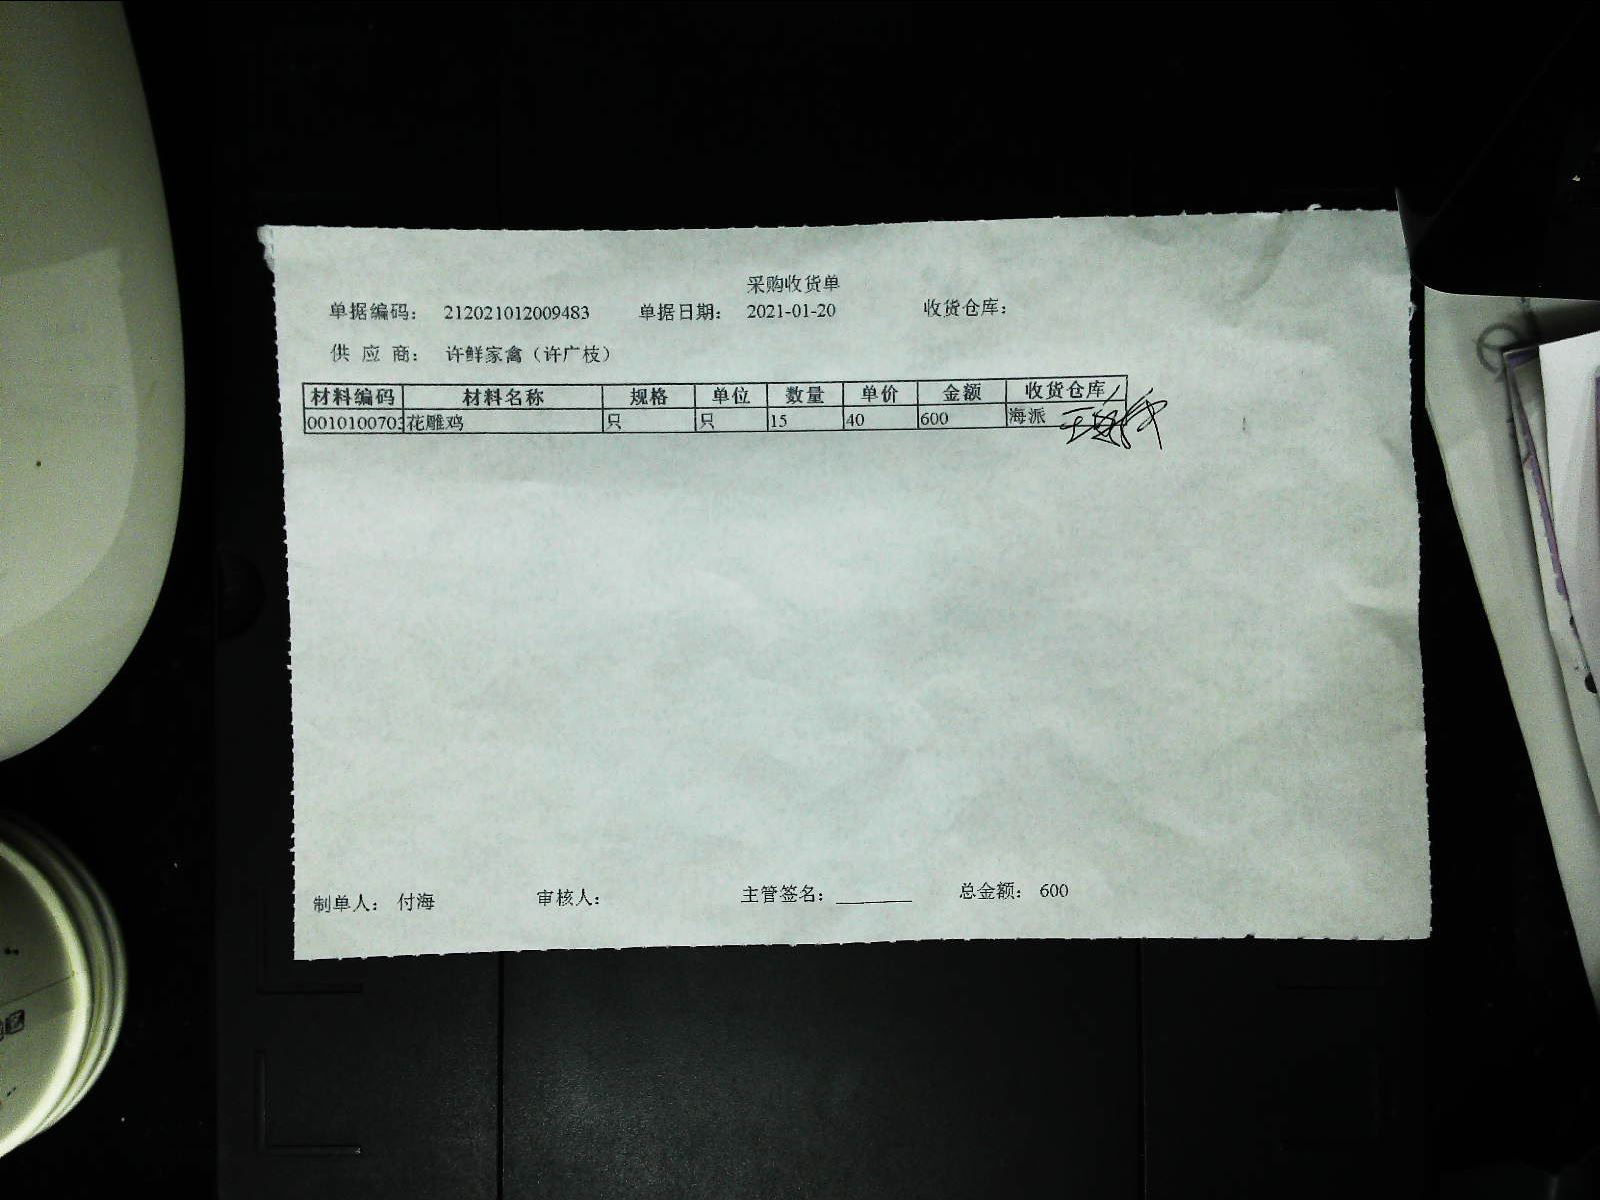 采购收货单
单据编码： 212021012009483 单据日期： 2021-01-20 收货仓库：
供 应 商： 许鲜家禽（许广枝）
材料编码 材料名称 规格 单位 数量 单价 金额 收货仓库
0010100703 花雕鸡 只 只 15 40 600 海派
制单人： 付海 审核人： 主管签名： 总金额： 600